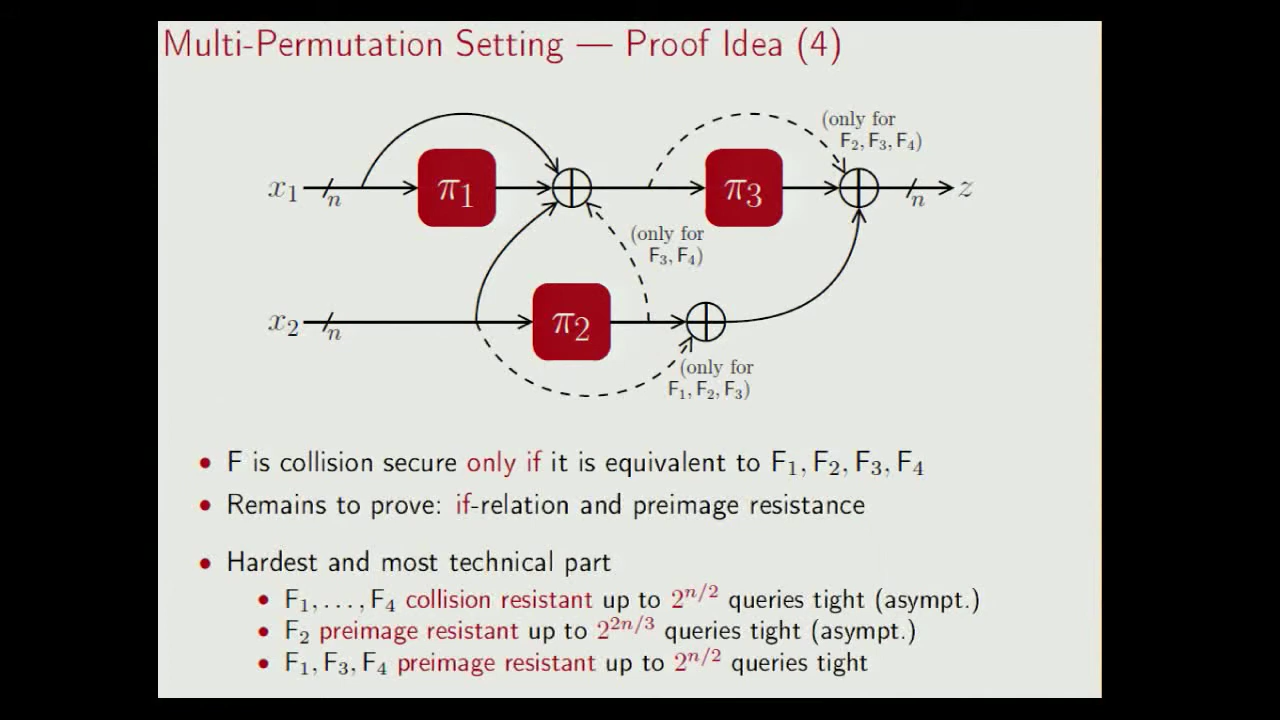 Multi-Permutation Setting — Proof Idea (4)
(only for
F₂, F₃, F₄)
x₁
n
π₁
π₃
n
z
(only for
F₃, F₄)
x₂
n
π₂
(only for
F₁, F₂, F₃)
• F is collision secure only if it is equivalent to F₁, F₂, F₃, F₄
• Remains to prove: if-relation and preimage resistance
• Hardest and most technical part
• F₁, . . . , F₄ collision resistant up to 2^{n/2} queries tight (asympt.)
• F₂ preimage resistant up to 2^{2n/3} queries tight (asympt.)
• F₁, F₃, F₄ preimage resistant up to 2^{n/2} queries tight